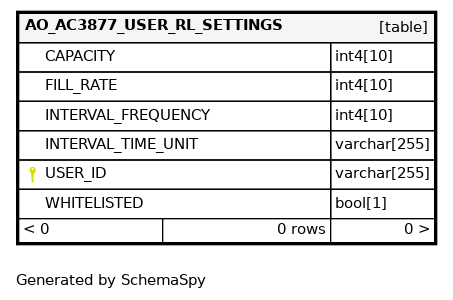 AO_AC3877_USER_RL_SETTINGS [table]
CAPACITY int4[10]
FILL_RATE int4[10]
INTERVAL_FREQUENCY int4[10]
INTERVAL_TIME_UNIT varchar[255]
USER_ID varchar[255]
WHITELISTED bool[1]
< 0 0 rows 0 >
Generated by SchemaSpy